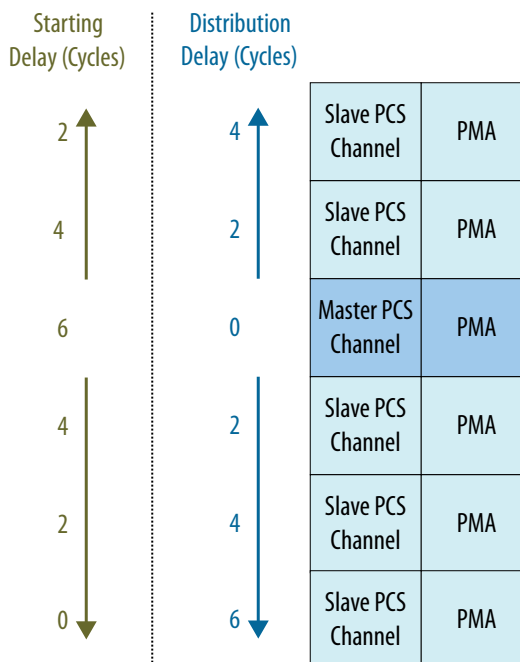 Starting
Delay (Cycles)
Distribution
Delay (Cycles)
2
4
Slave PCS
Channel
PMA
4
2
Slave PCS
Channel
PMA
6
0
Master PCS
Channel
PMA
4
2
Slave PCS
Channel
PMA
2
4
Slave PCS
Channel
PMA
0
6
Slave PCS
Channel
PMA